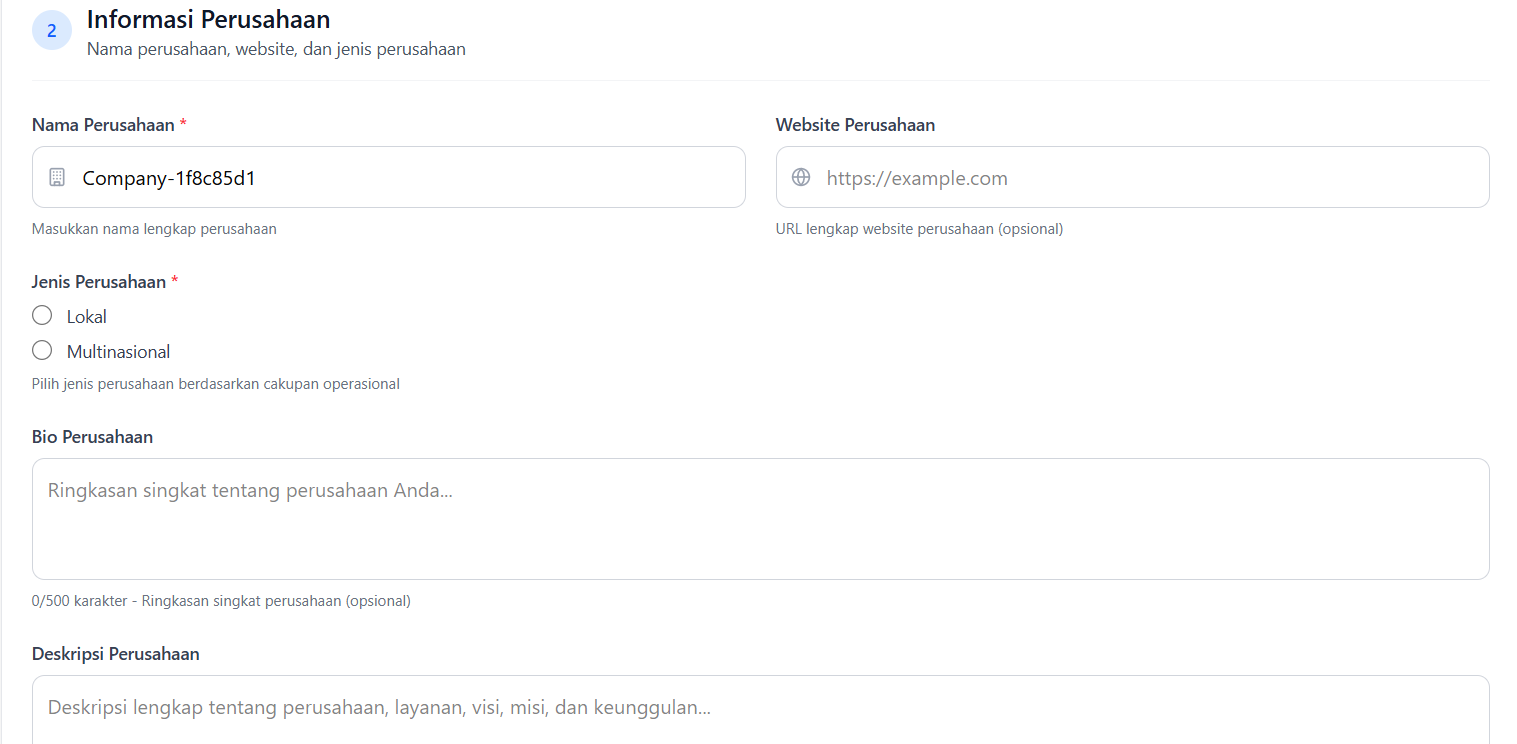 2
Informasi Perusahaan
Nama perusahaan, website, dan jenis perusahaan
Nama Perusahaan *
Company-1f8c85d1
Masukkan nama lengkap perusahaan
Website Perusahaan
https://example.com
URL lengkap website perusahaan (opsional)
Jenis Perusahaan *
Lokal
Multinasional
Pilih jenis perusahaan berdasarkan cakupan operasional
Bio Perusahaan
Ringkasan singkat tentang perusahaan Anda...
0/500 karakter - Ringkasan singkat perusahaan (opsional)
Deskripsi Perusahaan
Deskripsi lengkap tentang perusahaan, layanan, visi, misi, dan keunggulan...